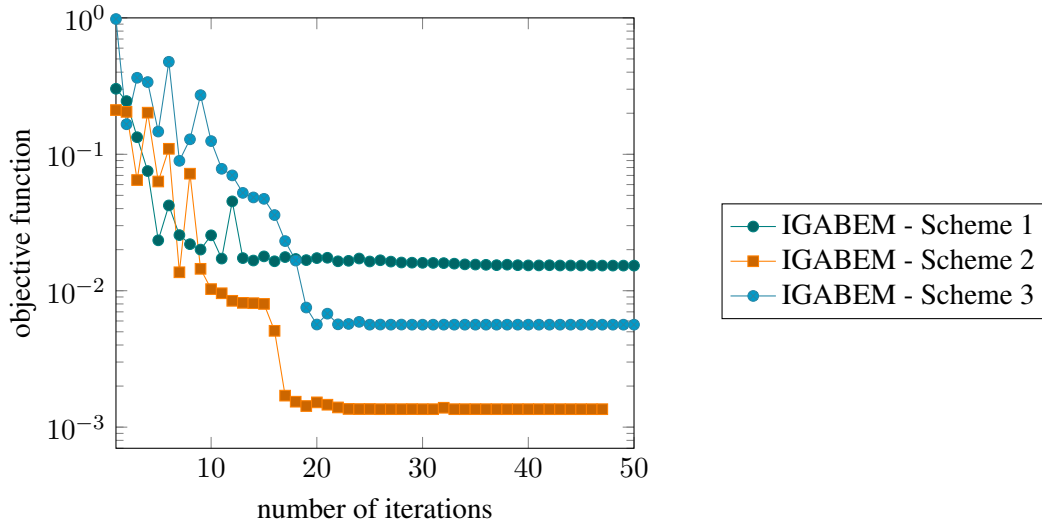 10^0
10^-1
10^-2
10^-3
objective function
10 20 30 40 50
number of iterations
IGABEM - Scheme 1
IGABEM - Scheme 2
IGABEM - Scheme 3